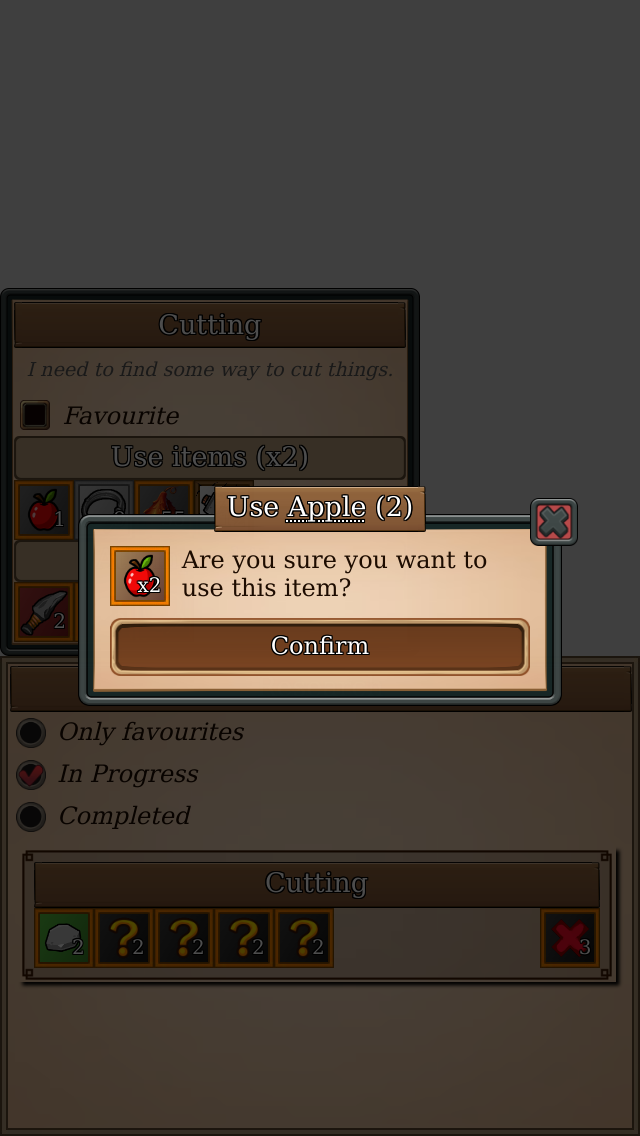 Cutting
I need to find some way to cut things.
Favourite
Use items (x2)
1
Use Apple (2)
x2
Are you sure you want to
use this item?
Confirm
2
Only favourites
In Progress
Completed
Cutting
2 2 2 2 2 3